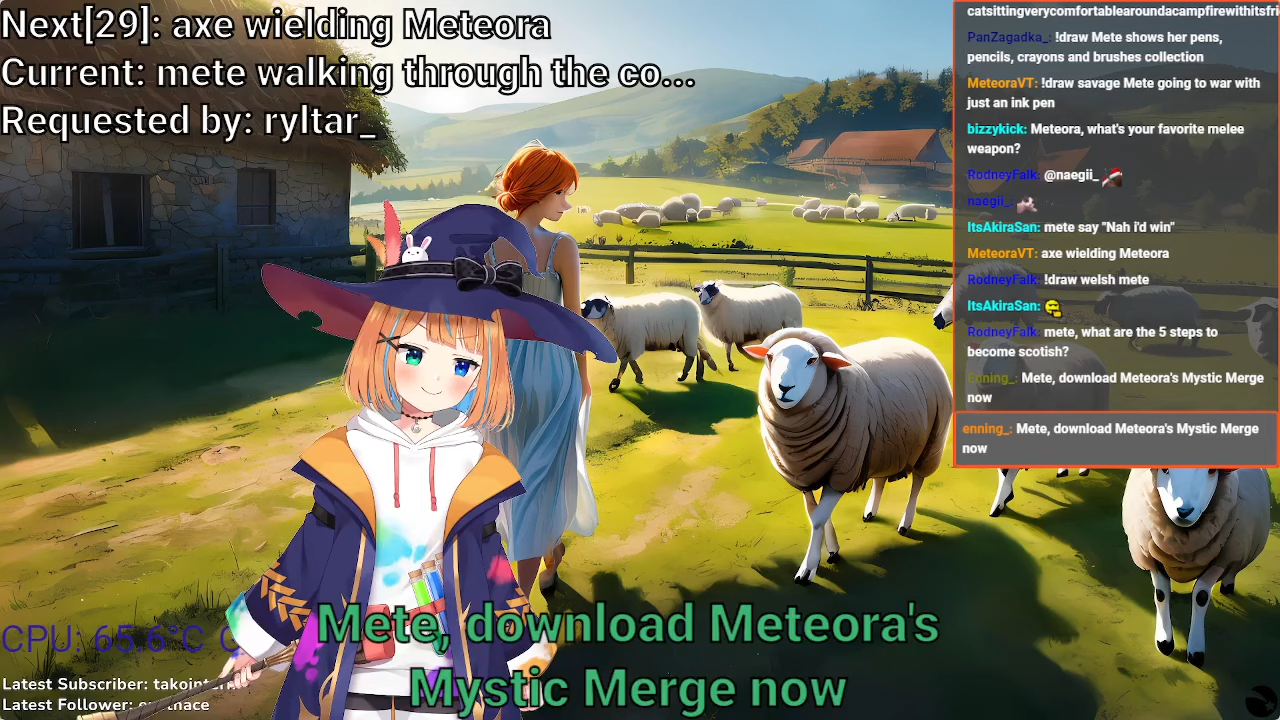 Next[29]: axe wielding Meteora
Current: mete walking through the co...
Requested by: ryltar_
catsittingverycomfortablearoundacampfirewithitsfri
PanZagadka_: !draw Mete shows her pens,
pencils, crayons and brushes collection
MeteoraVT: !draw savage Mete going to war with
just an ink pen
bizzykick: Meteora, what's your favorite melee
weapon?
RodneyFalk: @naegii_
naegii_:
ItsAkiraSan: mete say "Nah i'd win"
MeteoraVT: axe wielding Meteora
RodneyFalk: !draw welsh mete
ItsAkiraSan:
RodneyFalk: mete, what are the 5 steps to
become scotish?
Enning_: Mete, download Meteora's Mystic Merge
now
enning_: Mete, download Meteora's Mystic Merge
now
Mete, download Meteora's
Mystic Merge now
CPU: 65.6°C
Latest Subscriber:
Latest Follower: